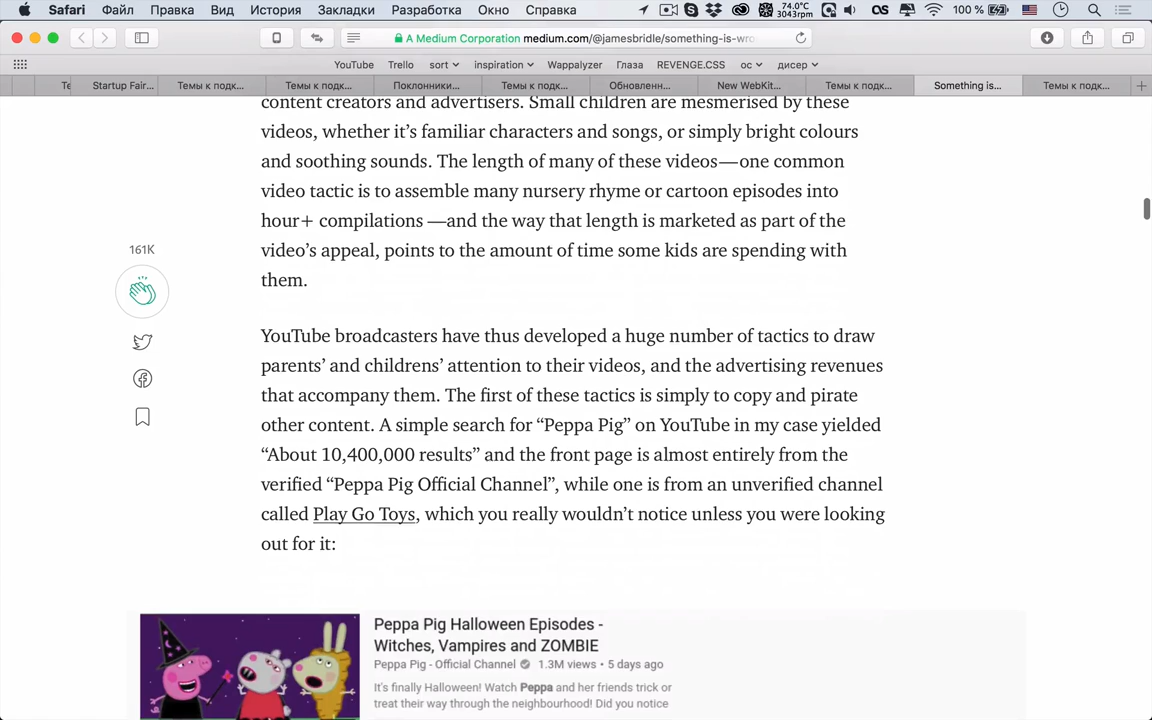 Safari Файл Правка Вид История Закладки Разработка Окно Справка 74.0°C 3043rpm 100 %
A Medium Corporation medium.com/@jamesbridle/something-is-wro
YouTube Trello sort inspiration Wappalyzer Глаза REVENGE.CSS ос дисер
Te Startup Fair... Темы к подк... Темы к подк... Поклонники... Темы к подк... Обновленн... New WebKit... Темы к подк... Something is... Темы к подк...
content creators and advertisers. Small children are mesmerised by these
videos, whether it’s familiar characters and songs, or simply bright colours
and soothing sounds. The length of many of these videos — one common
video tactic is to assemble many nursery rhyme or cartoon episodes into
hour+ compilations — and the way that length is marketed as part of the
video’s appeal, points to the amount of time some kids are spending with
them.
161K
YouTube broadcasters have thus developed a huge number of tactics to draw
parents’ and childrens’ attention to their videos, and the advertising revenues
that accompany them. The first of these tactics is simply to copy and pirate
other content. A simple search for “Peppa Pig” on YouTube in my case yielded
“About 10,400,000 results” and the front page is almost entirely from the
verified “Peppa Pig Official Channel”, while one is from an unverified channel
called Play Go Toys, which you really wouldn’t notice unless you were looking
out for it:
Peppa Pig Halloween Episodes -
Witches, Vampires and ZOMBIE
Peppa Pig - Official Channel 1.3M views • 5 days ago
It's finally Halloween! Watch Peppa and her friends trick or
treat their way through the neighbourhood! Did you notice